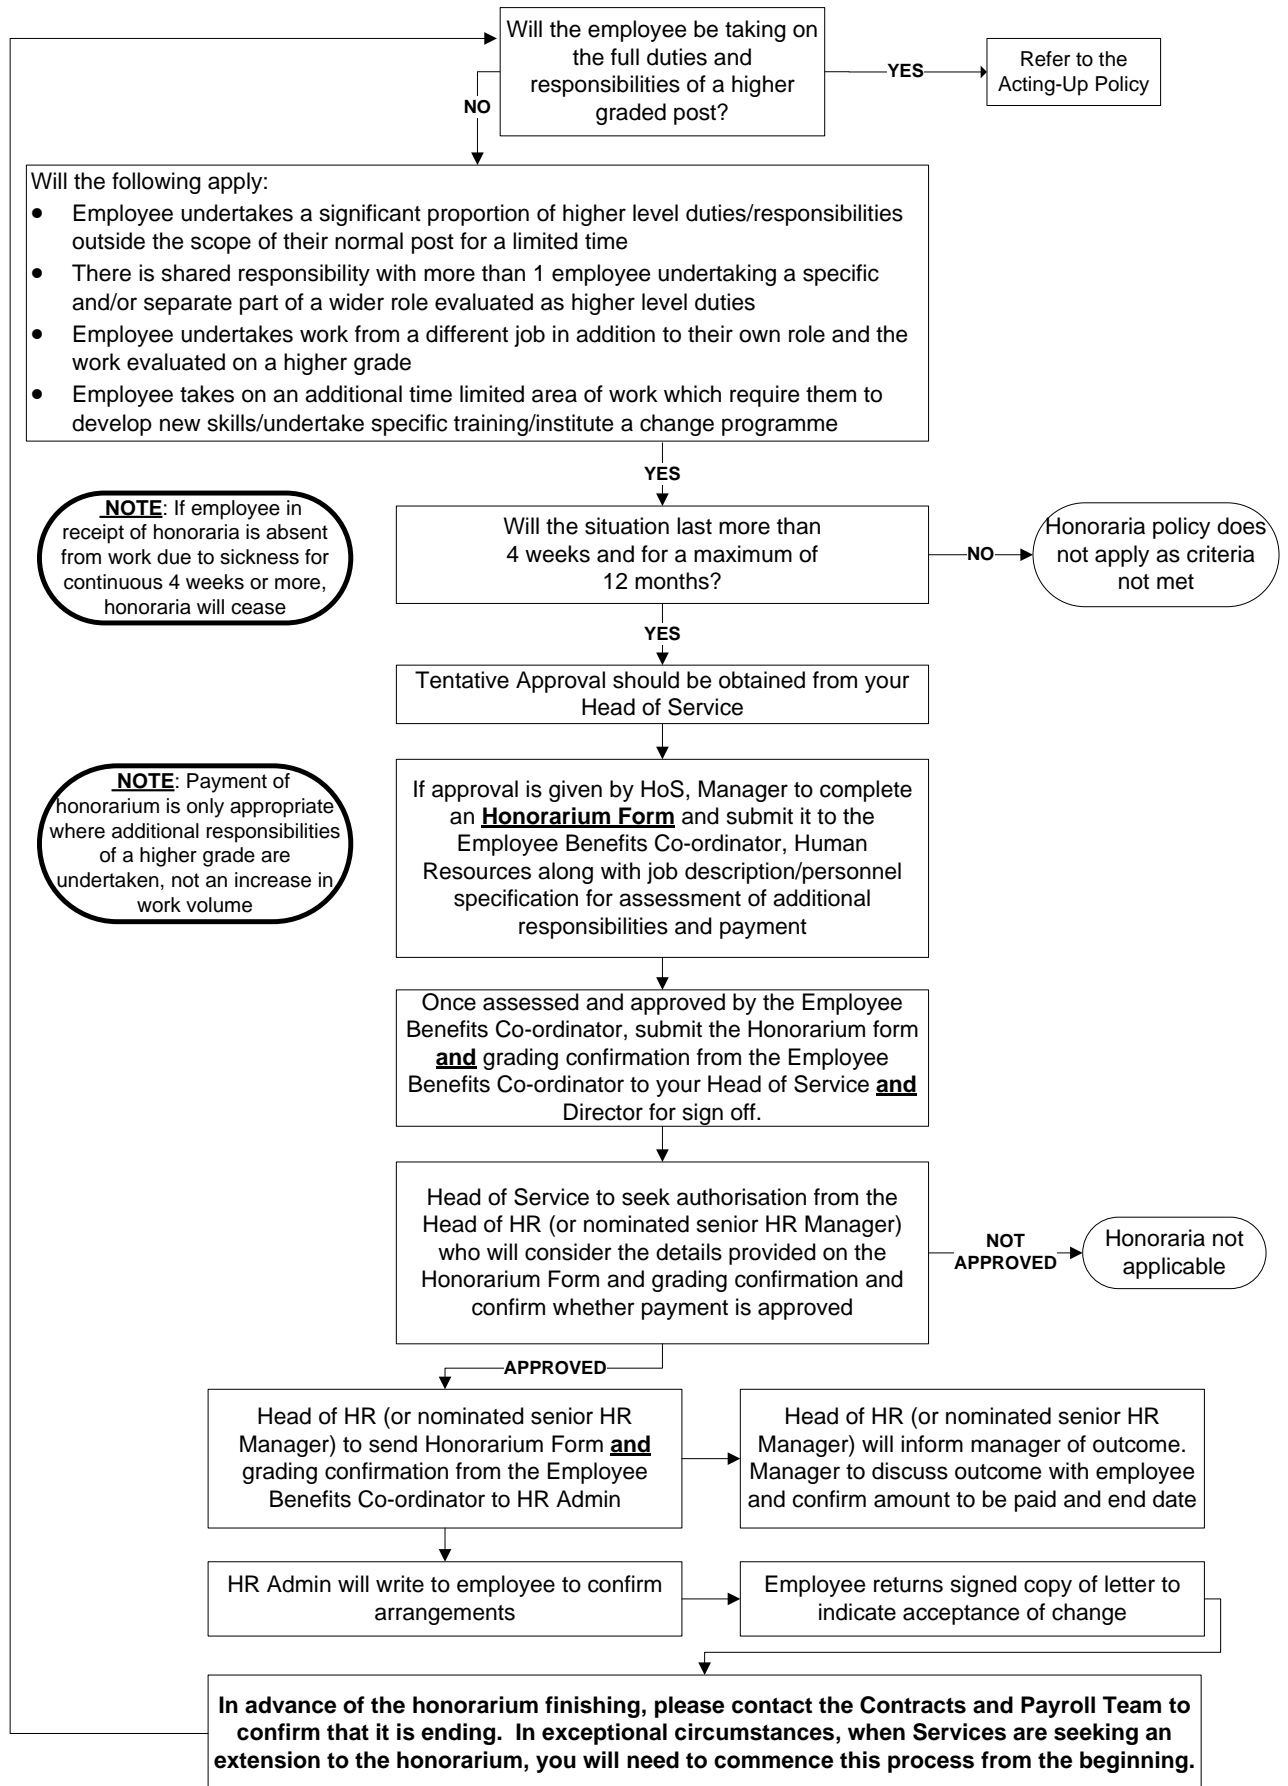 Will the employee be taking on
the full duties and
responsibilities of a higher
graded post?
YES
Refer to the
Acting-Up Policy
NO
Will the following apply:
• Employee undertakes a significant proportion of higher level duties/responsibilities
outside the scope of their normal post for a limited time
• There is shared responsibility with more than 1 employee undertaking a specific
and/or separate part of a wider role evaluated as higher level duties
• Employee undertakes work from a different job in addition to their own role and the
work evaluated on a higher grade
• Employee takes on an additional time limited area of work which require them to
develop new skills/undertake specific training/institute a change programme
YES
NOTE: If employee in
receipt of honoraria is absent
from work due to sickness for
continuous 4 weeks or more,
honoraria will cease
Will the situation last more than
4 weeks and for a maximum of
12 months?
NO
Honoraria policy does
not apply as criteria
not met
YES
Tentative Approval should be obtained from your
Head of Service
NOTE: Payment of
honorarium is only appropriate
where additional responsibilities
of a higher grade are
undertaken, not an increase in
work volume
If approval is given by HoS, Manager to complete
an Honorarium Form and submit it to the
Employee Benefits Co-ordinator, Human
Resources along with job description/personnel
specification for assessment of additional
responsibilities and payment
Once assessed and approved by the Employee
Benefits Co-ordinator, submit the Honorarium form
and grading confirmation from the Employee
Benefits Co-ordinator to your Head of Service and
Director for sign off.
Head of Service to seek authorisation from the
Head of HR (or nominated senior HR Manager)
who will consider the details provided on the
Honorarium Form and grading confirmation and
confirm whether payment is approved
NOT
APPROVED
Honoraria not
applicable
APPROVED
Head of HR (or nominated senior HR
Manager) to send Honorarium Form and
grading confirmation from the Employee
Benefits Co-ordinator to HR Admin
Head of HR (or nominated senior HR
Manager) will inform manager of outcome.
Manager to discuss outcome with employee
and confirm amount to be paid and end date
HR Admin will write to employee to confirm
arrangements
Employee returns signed copy of letter to
indicate acceptance of change
In advance of the honorarium finishing, please contact the Contracts and Payroll Team to
confirm that it is ending. In exceptional circumstances, when Services are seeking an
extension to the honorarium, you will need to commence this process from the beginning.